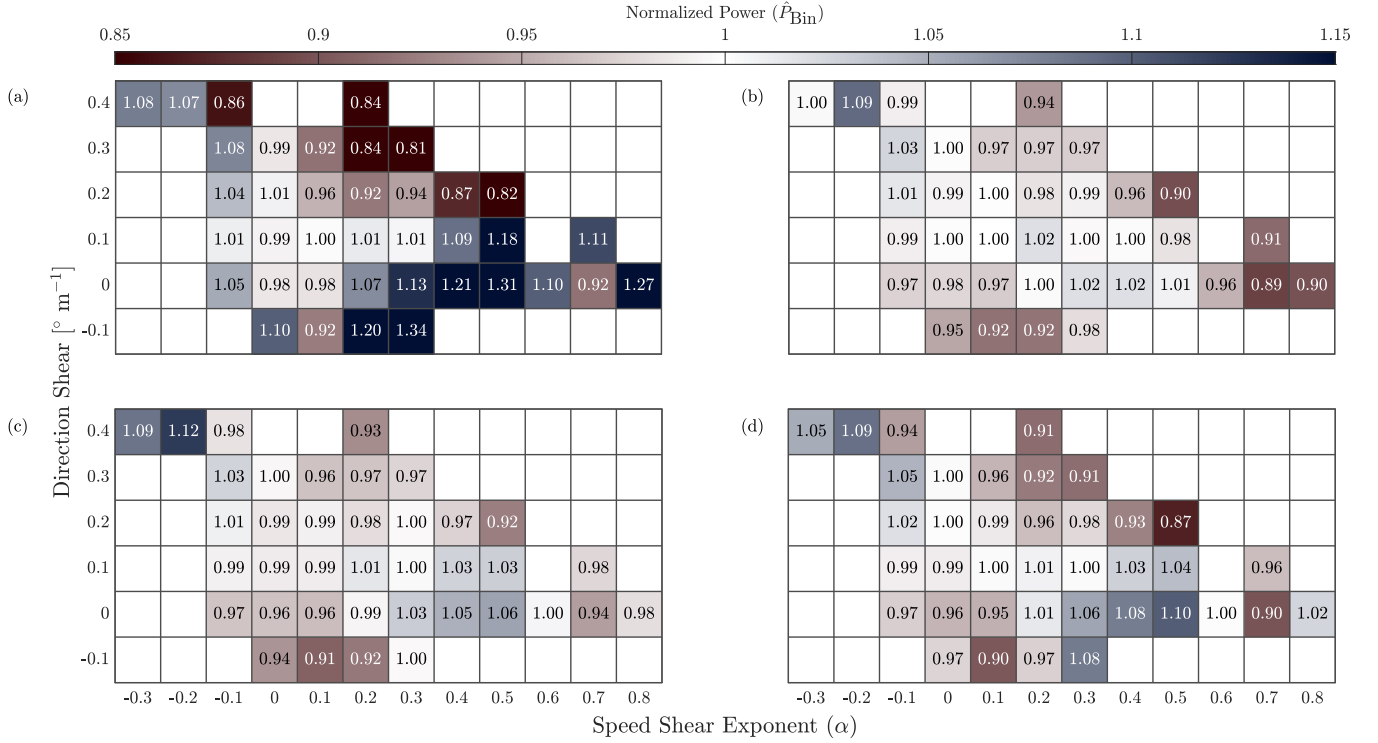 Normalized Power (P̂Bin)
0.85 0.9 0.95 1 1.05 1.1 1.15
(a)
0.4 1.08 1.07 0.86 0.84
0.3 1.08 0.99 0.92 0.84 0.81
0.2 1.04 1.01 0.96 0.92 0.94 0.87 0.82
0.1 1.01 0.99 1.00 1.01 1.01 1.09 1.18 1.11
0 1.05 0.98 0.98 1.07 1.13 1.21 1.31 1.10 0.92 1.27
-0.1 1.10 0.92 1.20 1.34
(b)
1.00 1.09 0.99 0.94
1.03 1.00 0.97 0.97 0.97
1.01 0.99 1.00 0.98 0.99 0.96 0.90
0.99 1.00 1.00 1.02 1.00 1.00 0.98 0.91
0.97 0.98 0.97 1.00 1.02 1.02 1.01 0.96 0.89 0.90
0.95 0.92 0.92 0.98
Direction Shear [° m⁻¹]
(c)
0.4 1.09 1.12 0.98 0.93
0.3 1.03 1.00 0.96 0.97 0.97
0.2 1.01 0.99 0.99 0.98 1.00 0.97 0.92
0.1 0.99 0.99 0.99 1.01 1.00 1.03 1.03 0.98
0 0.97 0.96 0.96 0.99 1.03 1.05 1.06 1.00 0.94 0.98
-0.1 0.94 0.91 0.92 1.00
-0.3 -0.2 -0.1 0 0.1 0.2 0.3 0.4 0.5 0.6 0.7 0.8
(d)
1.05 1.09 0.94 0.91
1.05 1.00 0.96 0.92 0.91
1.02 1.00 0.99 0.96 0.98 0.93 0.87
0.99 0.99 1.00 1.01 1.00 1.03 1.04 0.96
0.97 0.96 0.95 1.01 1.06 1.08 1.10 1.00 0.90 1.02
0.97 0.90 0.97 1.08
-0.3 -0.2 -0.1 0 0.1 0.2 0.3 0.4 0.5 0.6 0.7 0.8
Speed Shear Exponent (α)